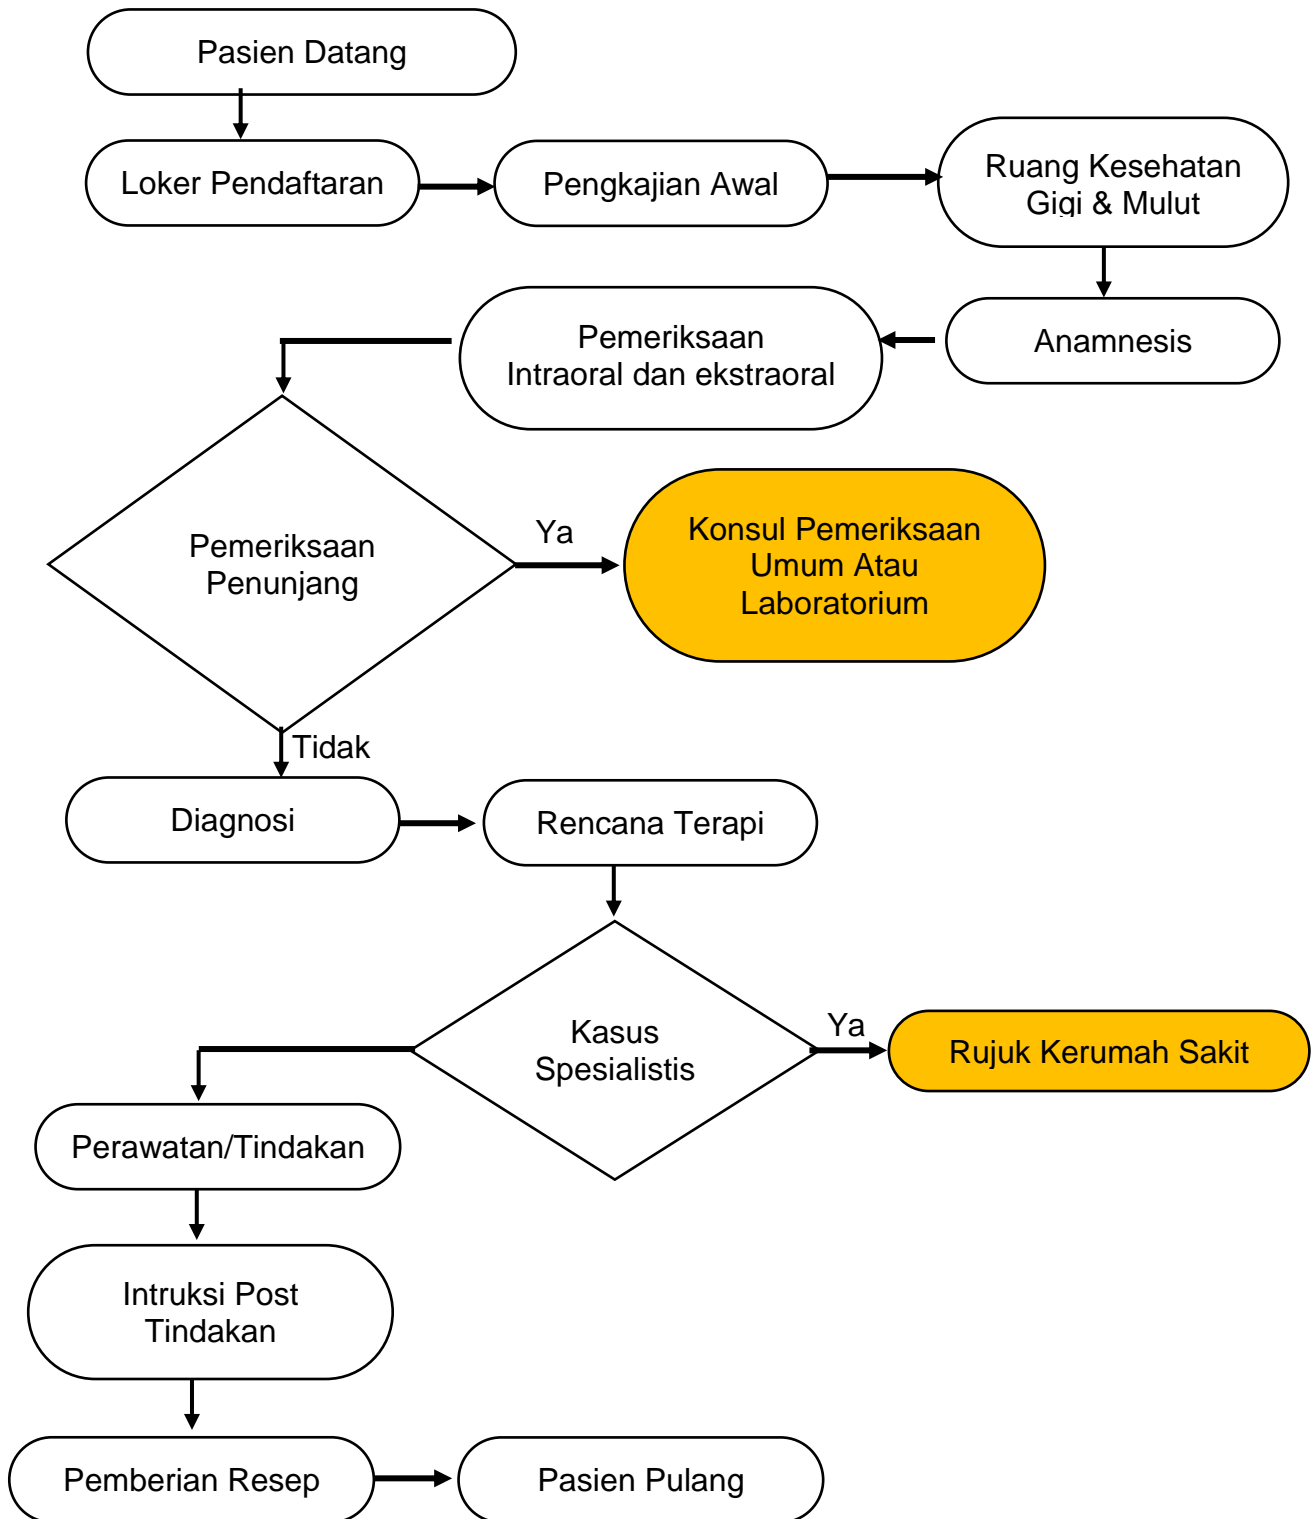 Pasien Datang
Loker Pendaftaran
Pengkajian Awal
Ruang Kesehatan
Gigi & Mulut
Anamnesis
Pemeriksaan
Intraoral dan ekstraoral
Pemeriksaan
Penunjang
Ya
Konsul Pemeriksaan
Umum Atau
Laboratorium
Tidak
Diagnosi
Rencana Terapi
Kasus
Spesialistis
Ya
Rujuk Kerumah Sakit
Perawatan/Tindakan
Intruksi Post
Tindakan
Pemberian Resep
Pasien Pulang